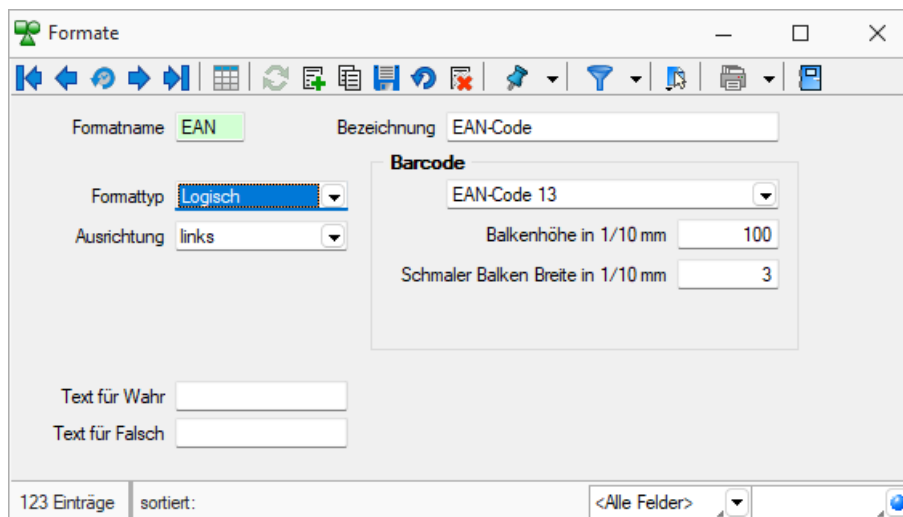 Formate
Formatname EAN Bezeichnung EAN-Code
Barcode
Formattyp Logisch EAN-Code 13
Ausrichtung links Balkenhöhe in 1/10 mm 100
Schmaler Balken Breite in 1/10 mm 3
Text für Wahr
Text für Falsch
123 Einträge sortiert: <Alle Felder>